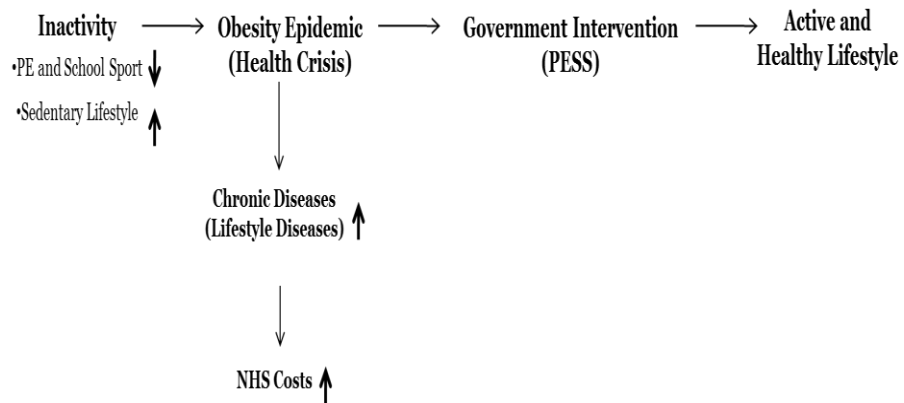 Inactivity
•PE and School Sport
•Sedentary Lifestyle
Obesity Epidemic
(Health Crisis)
Government Intervention
(PESS)
Active and
Healthy Lifestyle
Chronic Diseases
(Lifestyle Diseases)
NHS Costs